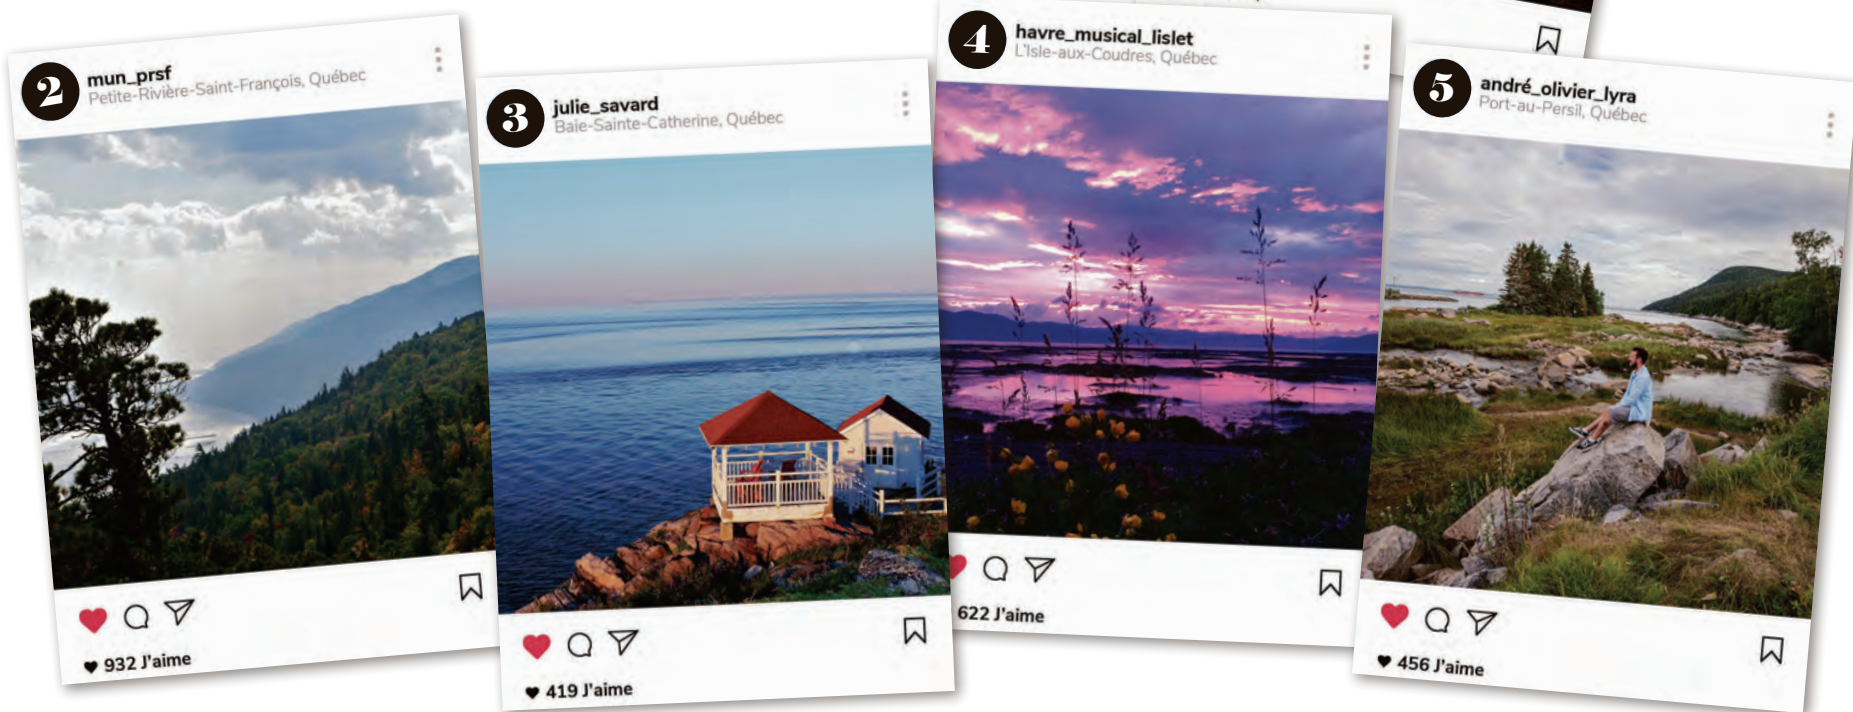 2
mun_prsf
Petite-Rivière-Saint-François, Québec
932 J'aime
3
julie_savard
Baie-Sainte-Catherine, Québec
419 J'aime
4
havre_musical_lislet
L'Isle-aux-Coudres, Québec
622 J'aime
5
andré_olivier_lyra
Port-au-Persil, Québec
456 J'aime